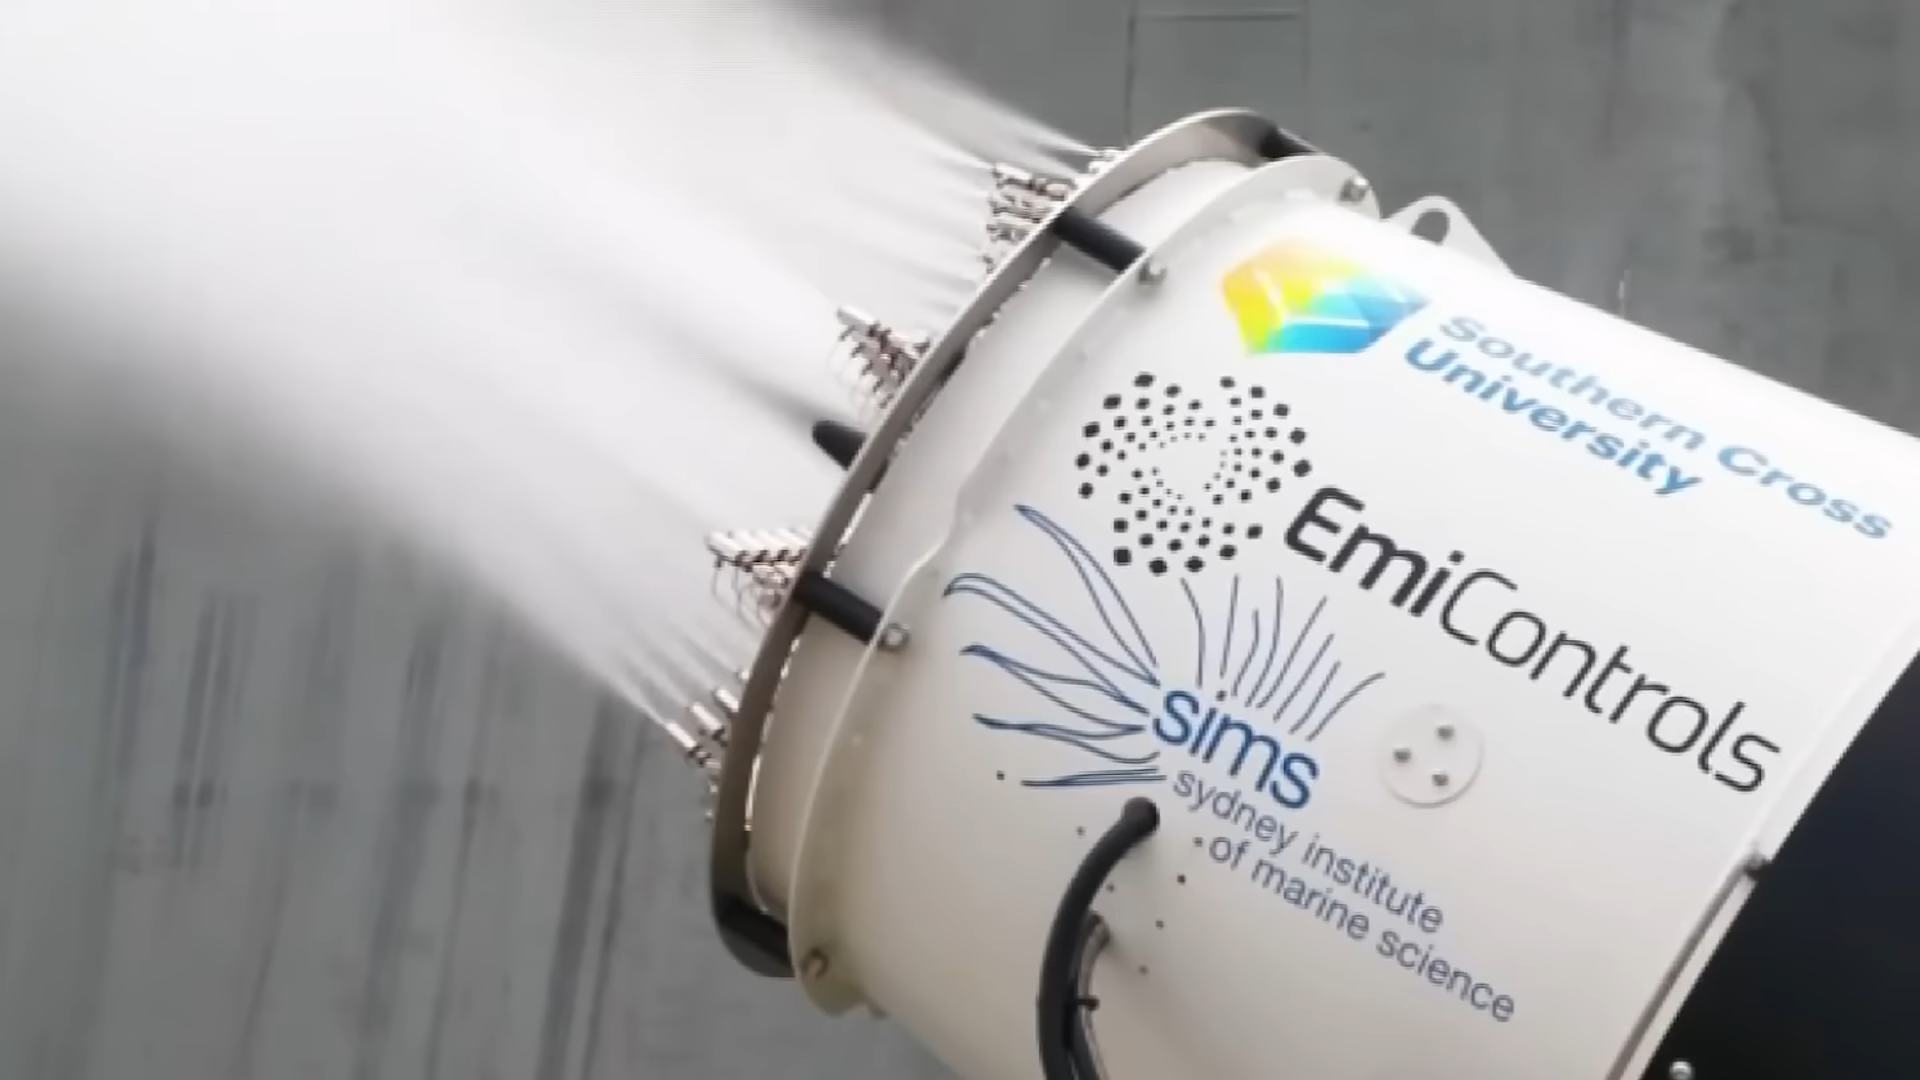 Southern Cross
University
EmiControls
sims
sydney institute
of marine science